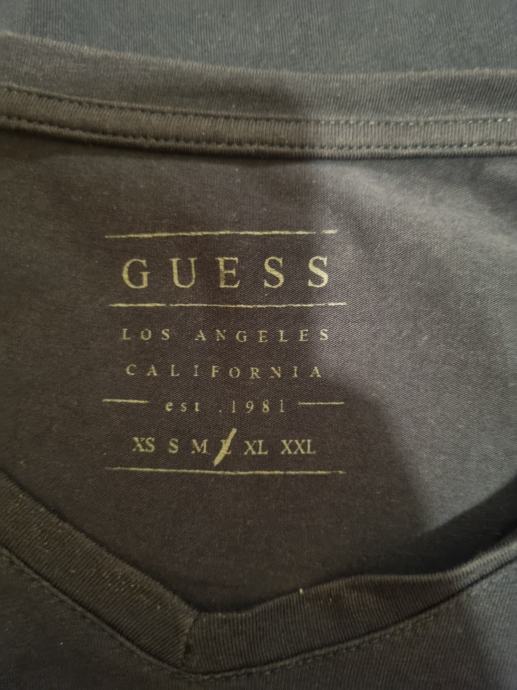 GUESS
LOS ANGELES
CALIFORNIA
est .1981
XS S M L XL XXL